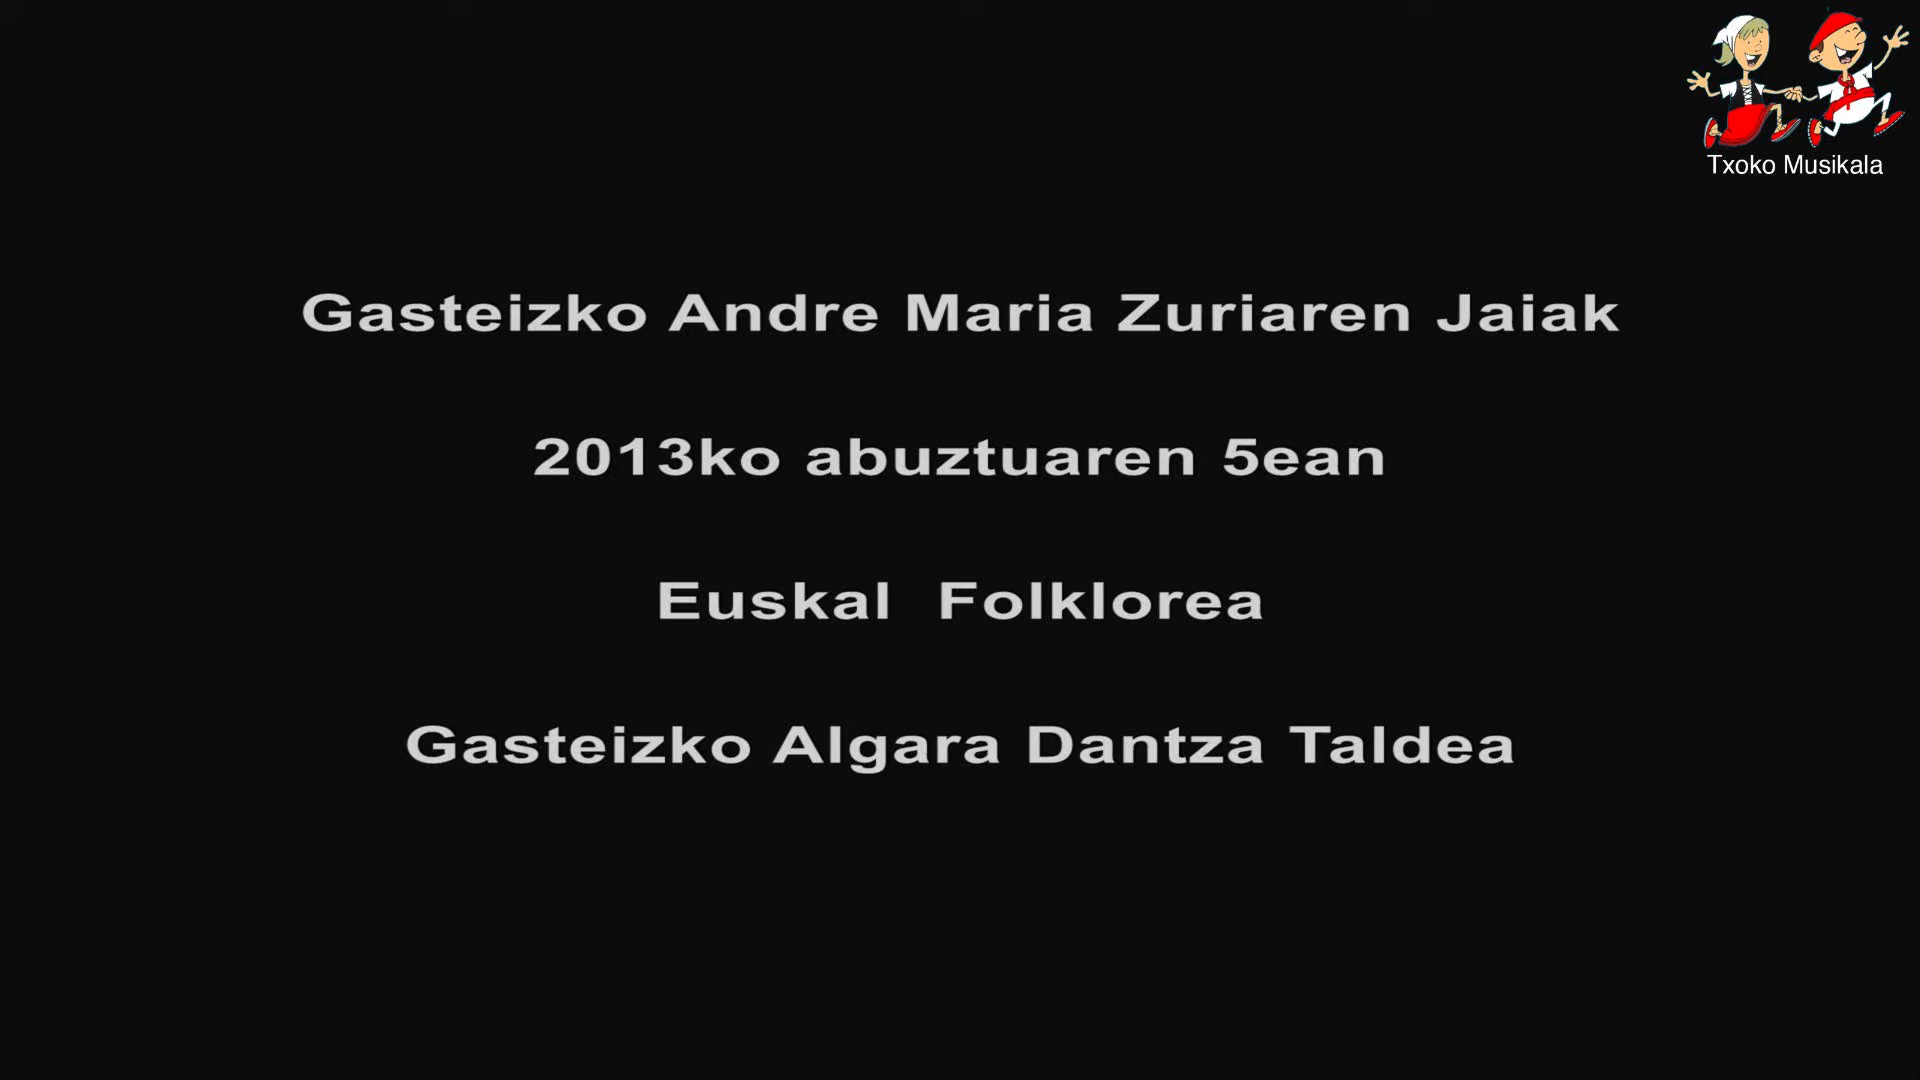 Txoko Musikala
Gasteizko Andre Maria Zuriaren Jaiak
2013ko abuztuaren 5ean
Euskal Folklorea
Gasteizko Algara Dantza Taldea